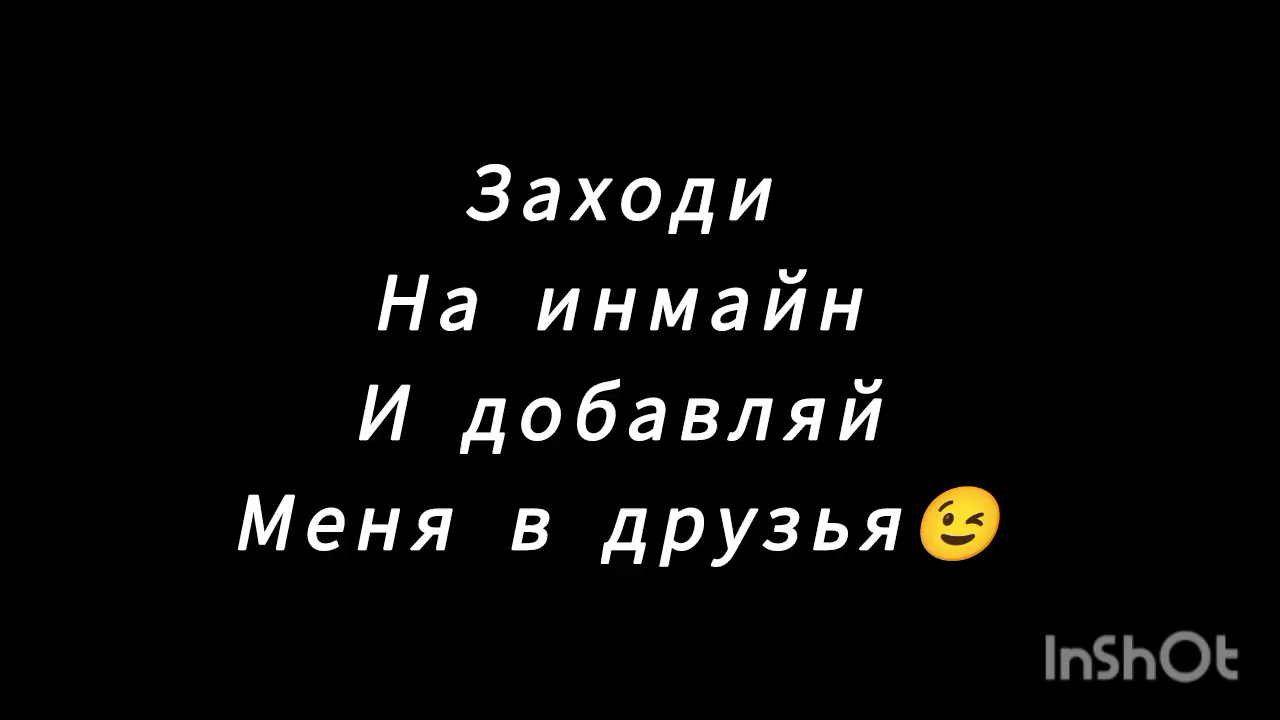 Заходи
На инмайн
И добавляй
Меня в друзья😉
InShOt